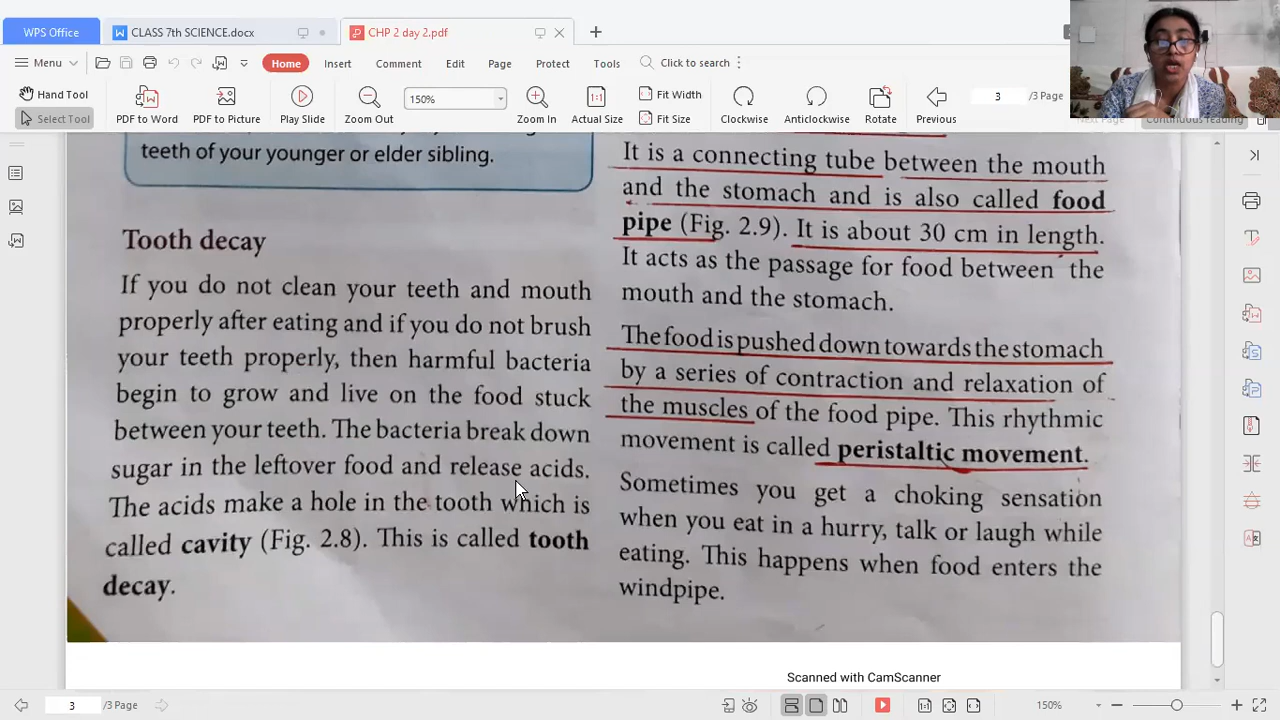 WPS Office
CLASS 7th SCIENCE.docx
CHP 2 day 2.pdf
Menu
Home
Insert
Comment
Edit
Page
Protect
Tools
Click to search
Hand Tool
Select Tool
PDF to Word
PDF to Picture
Play Slide
Zoom Out
150%
Zoom In
Actual Size
Fit Width
Fit Size
Clockwise
Anticlockwise
Rotate
Previous
3
/3 Page
Continuous reading
teeth of your younger or elder sibling.
Tooth decay
If you do not clean your teeth and mouth
properly after eating and if you do not brush
your teeth properly, then harmful bacteria
begin to grow and live on the food stuck
between your teeth. The bacteria break down
sugar in the leftover food and release acids.
The acids make a hole in the tooth which is
called cavity (Fig. 2.8). This is called tooth
decay.
It is a connecting tube between the mouth
and the stomach and is also called food
pipe (Fig. 2.9). It is about 30 cm in length.
It acts as the passage for food between the
mouth and the stomach.
The food is pushed down towards the stomach
by a series of contraction and relaxation of
the muscles of the food pipe. This rhythmic
movement is called peristaltic movement.
Sometimes you get a choking sensation
when you eat in a hurry, talk or laugh while
eating. This happens when food enters the
windpipe.
Scanned with CamScanner
3
/3 Page
150%